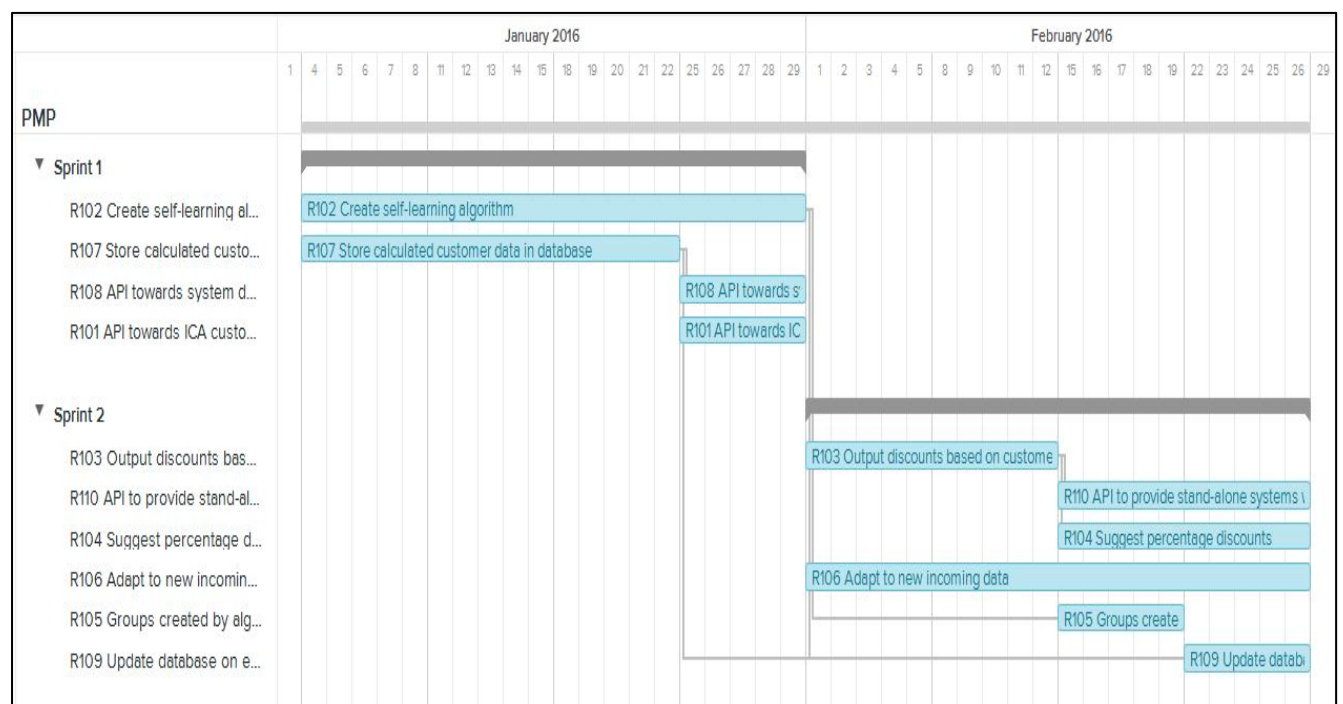 January 2016 February 2016
1 4 5 6 7 8 11 12 13 14 15 18 19 20 21 22 25 26 27 28 29 1 2 3 4 5 8 9 10 11 12 15 16 17 18 19 22 23 24 25 26 29
PMP
Sprint 1
R102 Create self-learning al... R102 Create self-learning algorithm
R107 Store calculated custo... R107 Store calculated customer data in database
R108 API towards system d... R108 API towards s
R101 API towards ICA custo... R101 API towards IC
Sprint 2
R103 Output discounts bas... R103 Output discounts based on custome
R110 API to provide stand-al... R110 API to provide stand-alone systems
R104 Suggest percentage d... R104 Suggest percentage discounts
R106 Adapt to new incomin... R106 Adapt to new incoming data
R105 Groups created by alg... R105 Groups create
R109 Update database on e... R109 Update datab